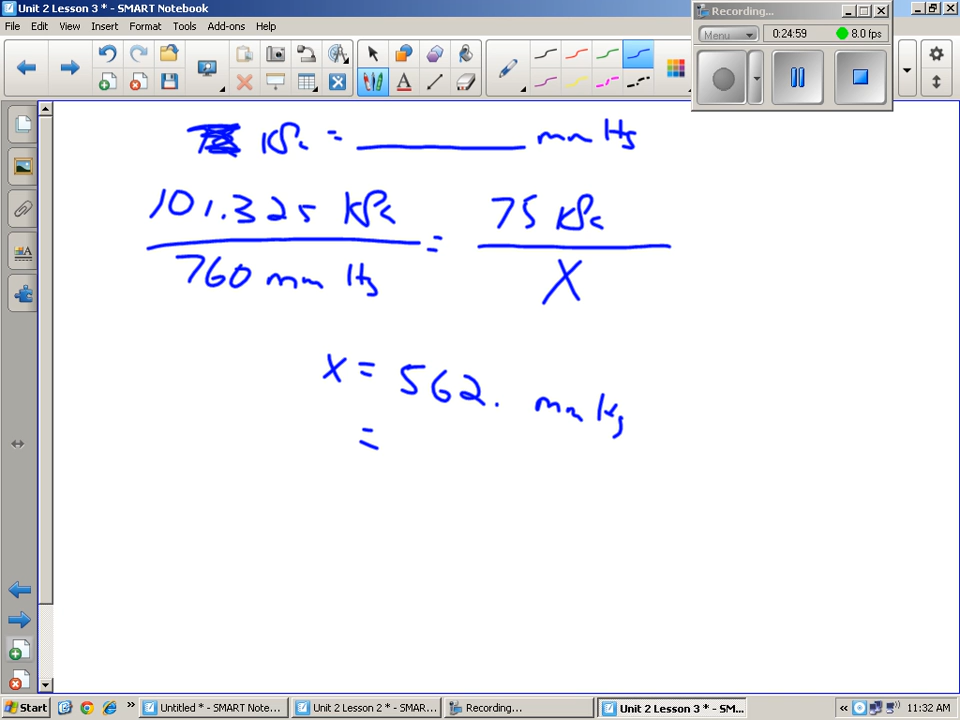 Unit 2 Lesson 3 * - SMART Notebook
Recording...
File Edit View Insert Format Tools Add-ons Help
Menu 0:24:59 8.0 fps
kPa = ________ mm Hg
101.325 kPa = 75 kPa
760 mm Hg X
x = 562. mm Hg
=
Start » Untitled * - SMART Note... Unit 2 Lesson 2 * - SMAR... Recording... Unit 2 Lesson 3 * - SM... « 11:32 AM